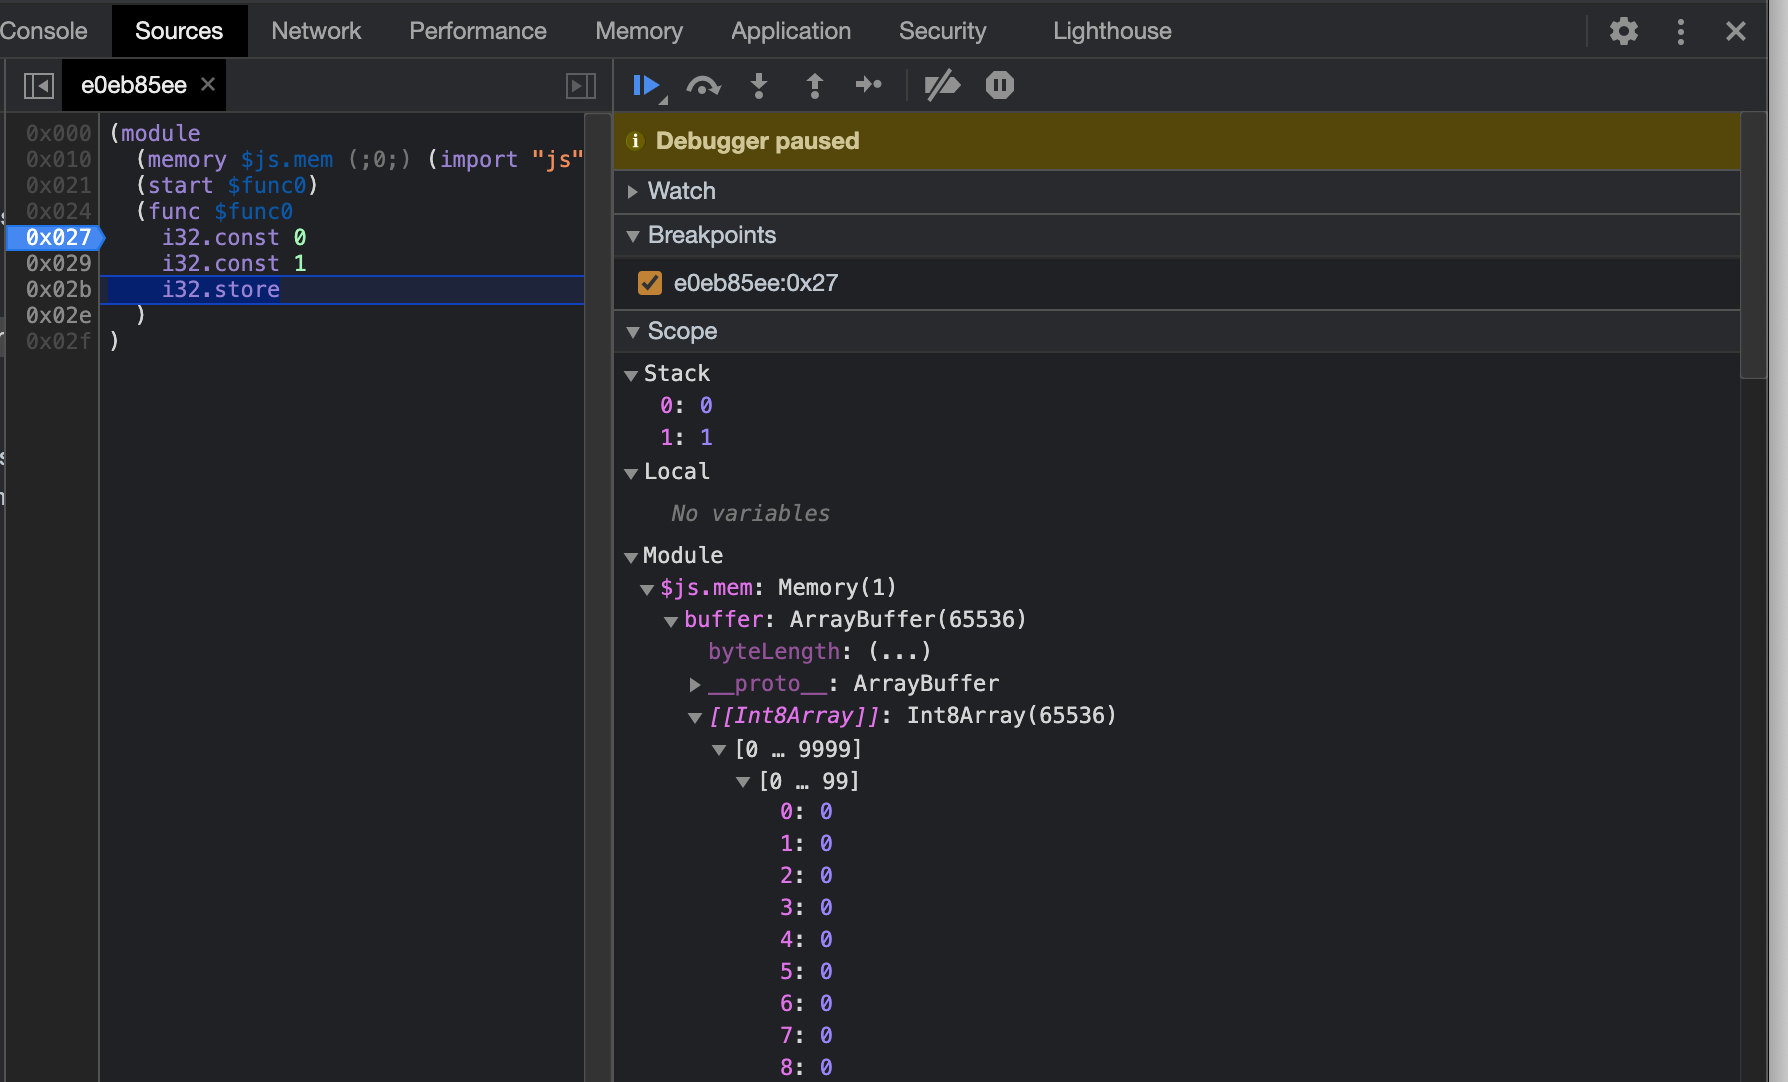 Console Sources Network Performance Memory Application Security Lighthouse
e0eb85ee
0x000 (module
0x010 (memory $js.mem (;0;) (import "js"
0x021 (start $func0)
0x024 (func $func0
0x027 i32.const 0
0x029 i32.const 1
0x02b i32.store
0x02e )
0x02f )
Debugger paused
Watch
Breakpoints
e0eb85ee:0x27
Scope
Stack
0: 0
1: 1
Local
No variables
Module
$js.mem: Memory(1)
buffer: ArrayBuffer(65536)
byteLength: (...)
__proto__: ArrayBuffer
[[Int8Array]]: Int8Array(65536)
[0 … 9999]
[0 … 99]
0: 0
1: 0
2: 0
3: 0
4: 0
5: 0
6: 0
7: 0
8: 0